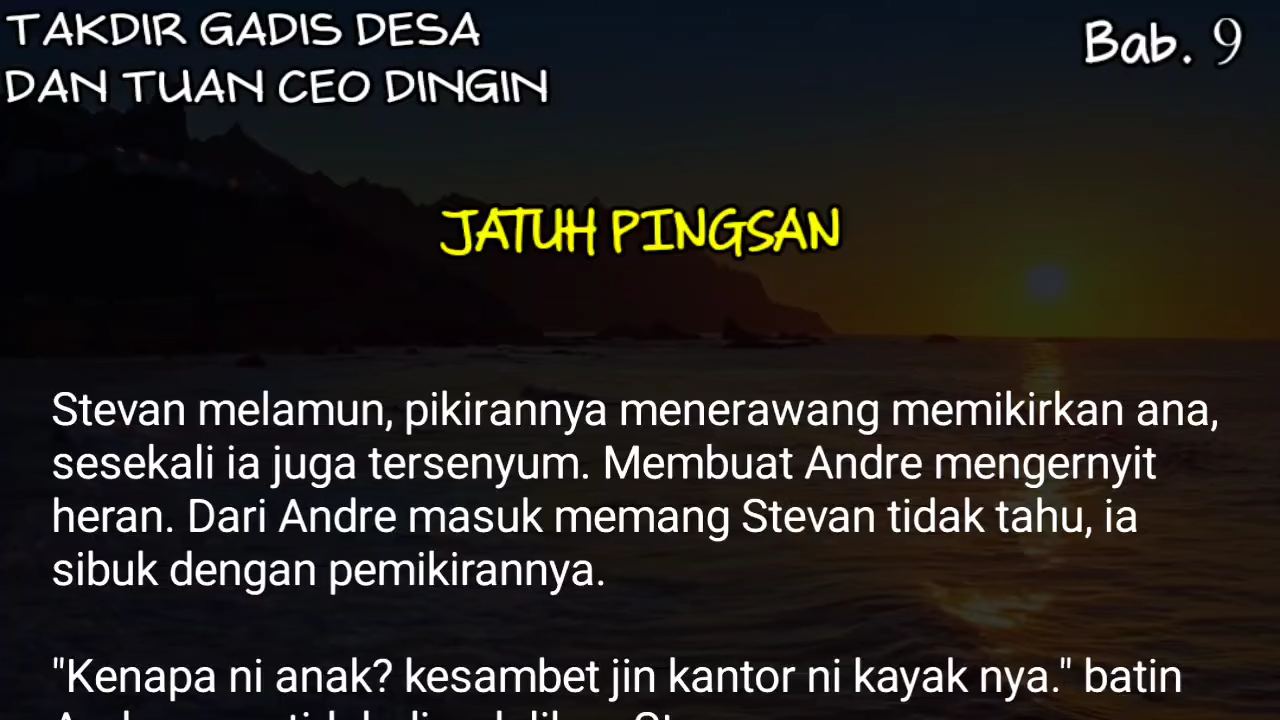 TAKDIR GADIS DESA
DAN TUAN CEO DINGIN
Bab. 9
JATUH PINGSAN
Stevan melamun, pikirannya menerawang memikirkan ana,
sesekali ia juga tersenyum. Membuat Andre mengernyit
heran. Dari Andre masuk memang Stevan tidak tahu, ia
sibuk dengan pemikirannya.
"Kenapa ni anak? kesambet jin kantor ni kayak nya." batin